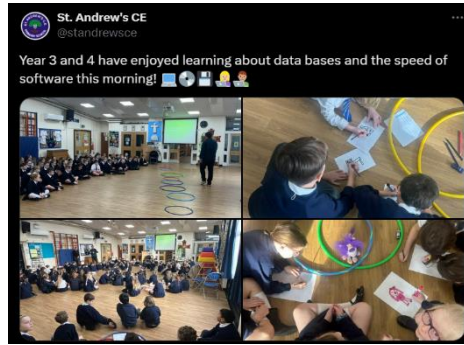 St. Andrew's CE
@standrewsce
Year 3 and 4 have enjoyed learning about data bases and the speed of
software this morning! 💻💿💾👩‍💻👨‍💻